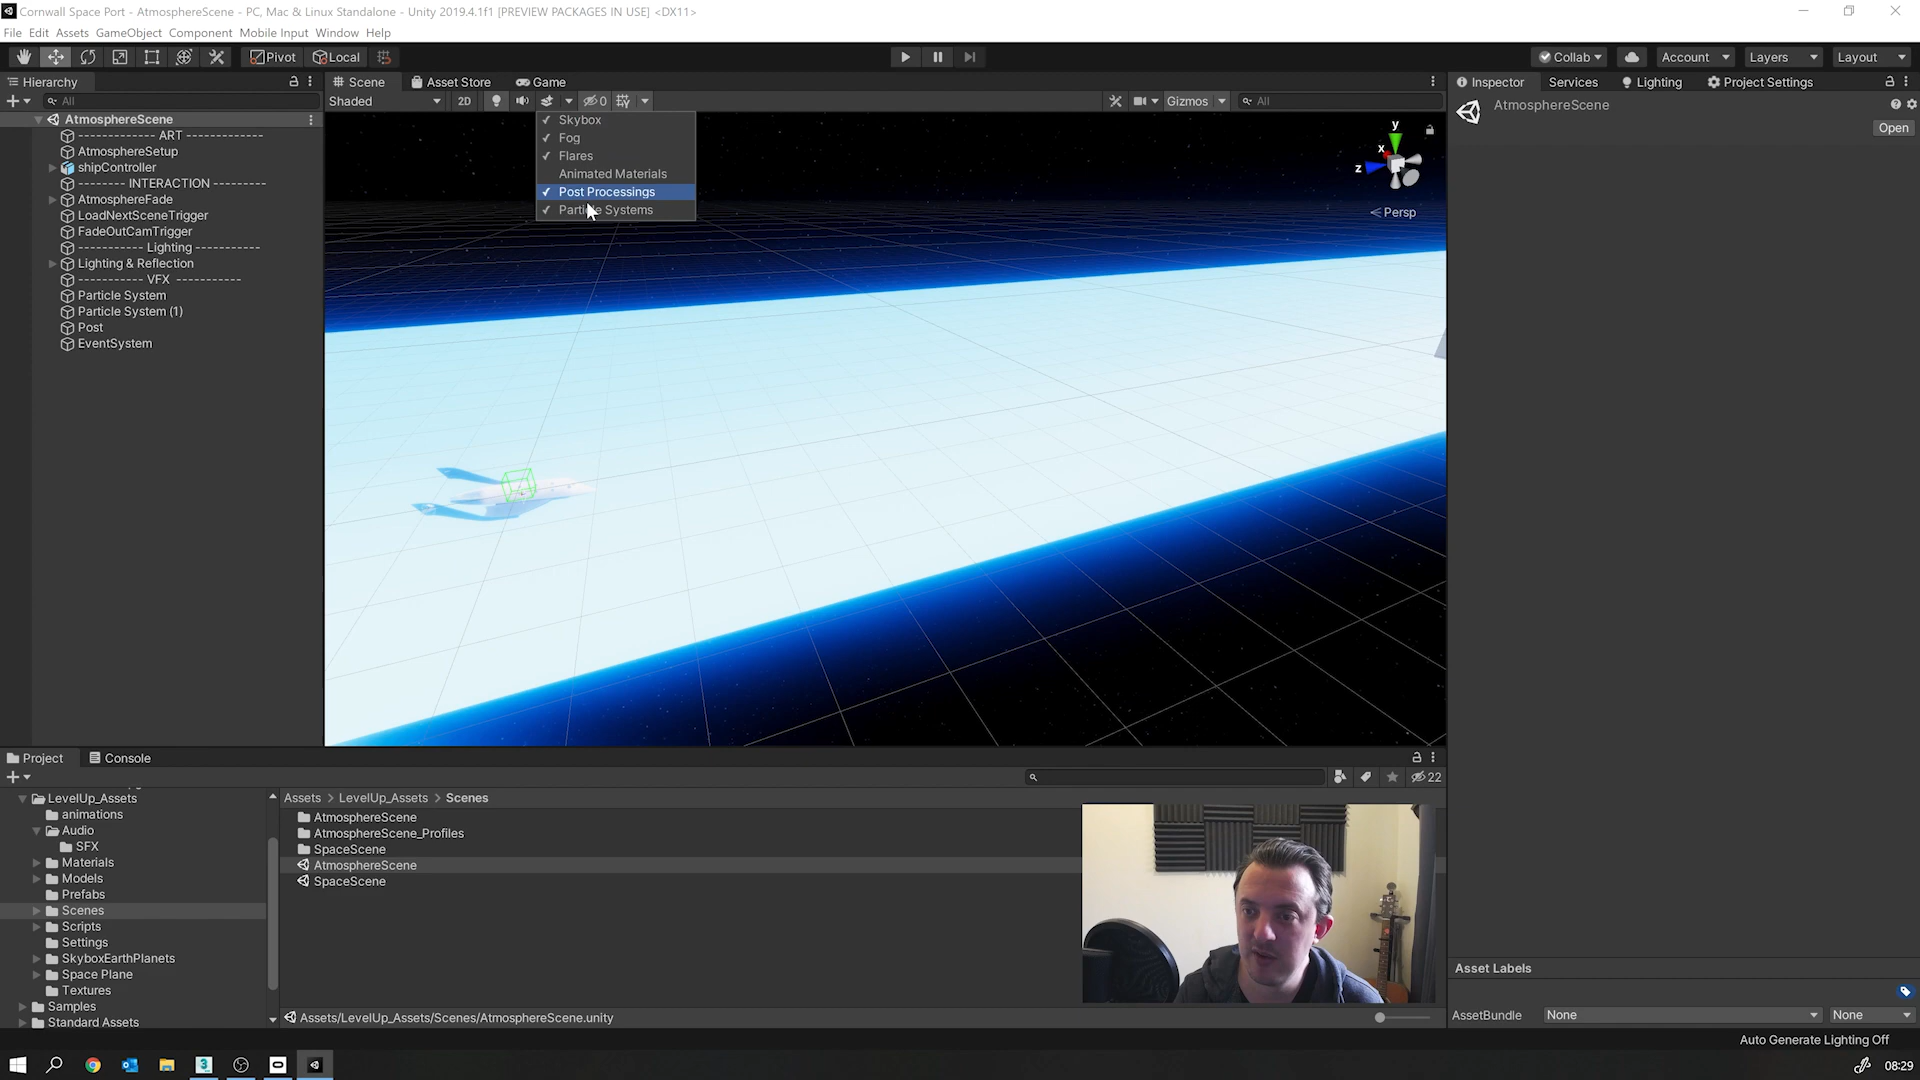 Cornwall Space Port - AtmosphereScene - PC, Mac & Linux Standalone - Unity 2019.4.1f1 [PREVIEW PACKAGES IN USE] <DX11>
File Edit Assets GameObject Component Mobile Input Window Help
Pivot Local Collab Account Layers Layout
Hierarchy Scene Asset Store Game Inspector Services Lighting Project Settings
All Shaded 2D 0 Gizmos All
AtmosphereScene
Open
AtmosphereScene
------------- ART -------------
AtmosphereSetup
shipController
-------- INTERACTION ---------
AtmosphereFade
LoadNextSceneTrigger
FadeOutCamTrigger
----------- Lighting -----------
Lighting & Reflection
----------- VFX -----------
Particle System
Particle System (1)
Post
EventSystem
Skybox
Fog
Flares
Animated Materials
Post Processings
Particle Systems
y
x
z
Persp
Project Console
22
LevelUp_Assets
animations
Audio
SFX
Materials
Models
Prefabs
Scenes
Scripts
Settings
SkyboxEarthPlanets
Space Plane
Textures
Samples
Standard Assets
Assets > LevelUp_Assets > Scenes
AtmosphereScene
AtmosphereScene_Profiles
SpaceScene
AtmosphereScene
SpaceScene
Assets/LevelUp_Assets/Scenes/AtmosphereScene.unity
Asset Labels
AssetBundle None None
Auto Generate Lighting Off
3
08:29